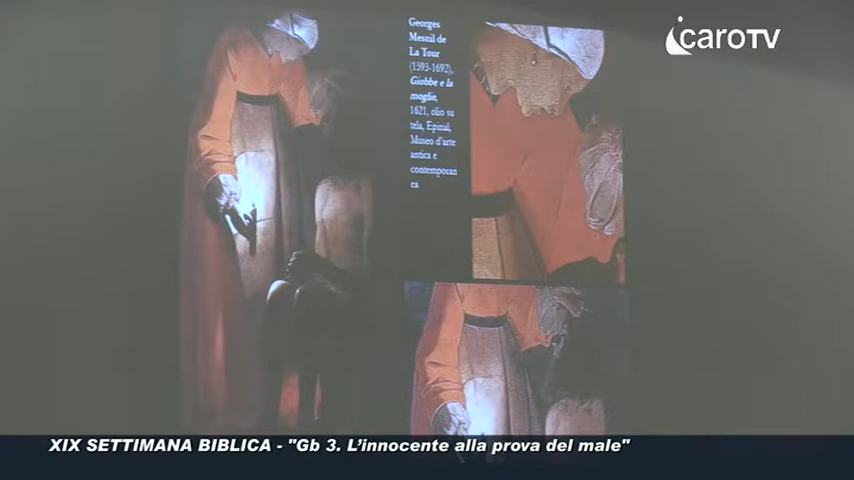 icaroTV
Georges
Mesnil de
La Tour
(1593-1692),
Giobbe e la
moglie,
1621, olio su
tela, Epinal,
Museo d'arte
antica e
contemporan
ea
XIX SETTIMANA BIBLICA - "Gb 3. L'innocente alla prova del male"